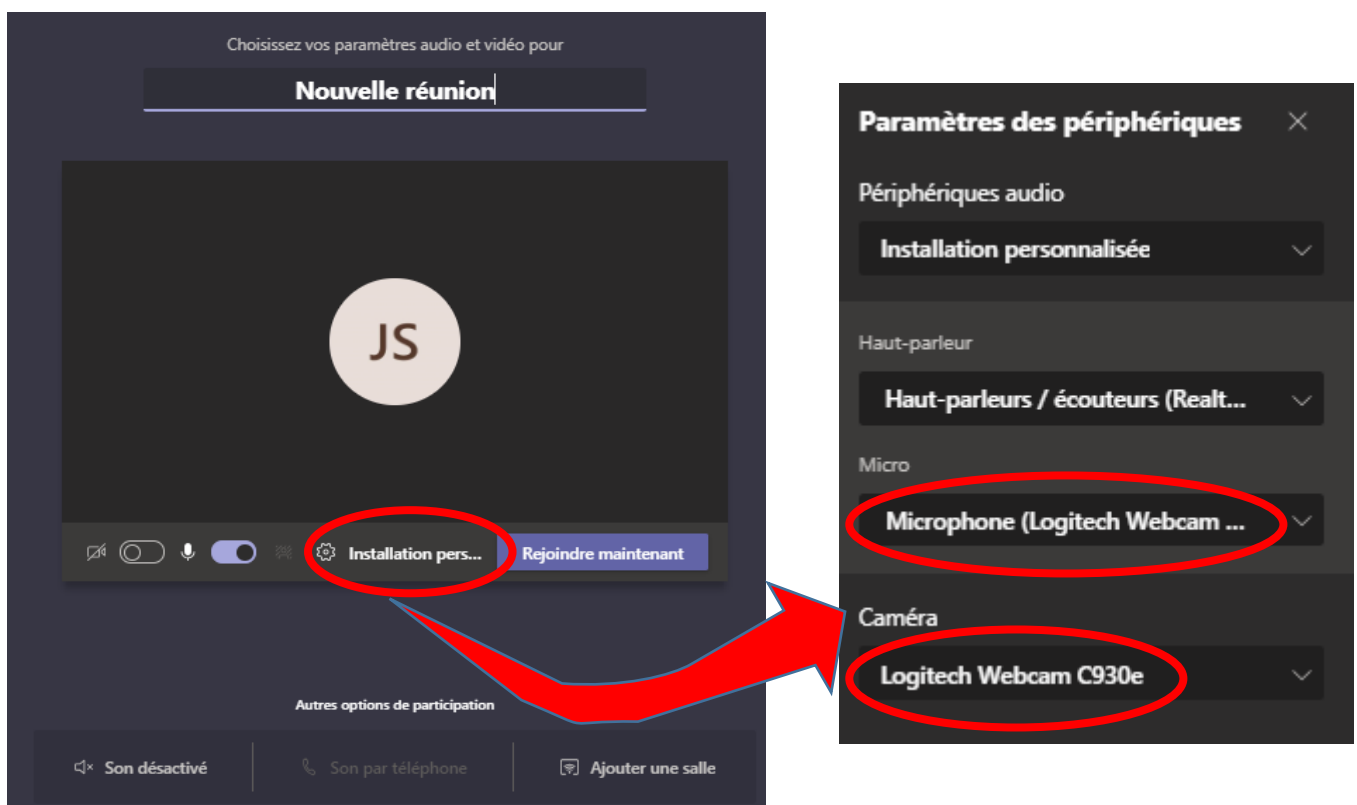 Choisissez vos paramètres audio et vidéo pour
Nouvelle réunion
JS
Installation pers...
Rejoindre maintenant
Autres options de participation
Son désactivé
Son par téléphone
Ajouter une salle
Paramètres des périphériques
Périphériques audio
Installation personnalisée
Haut-parleur
Haut-parleurs / écouteurs (Realt...
Micro
Microphone (Logitech Webcam ...
Caméra
Logitech Webcam C930e